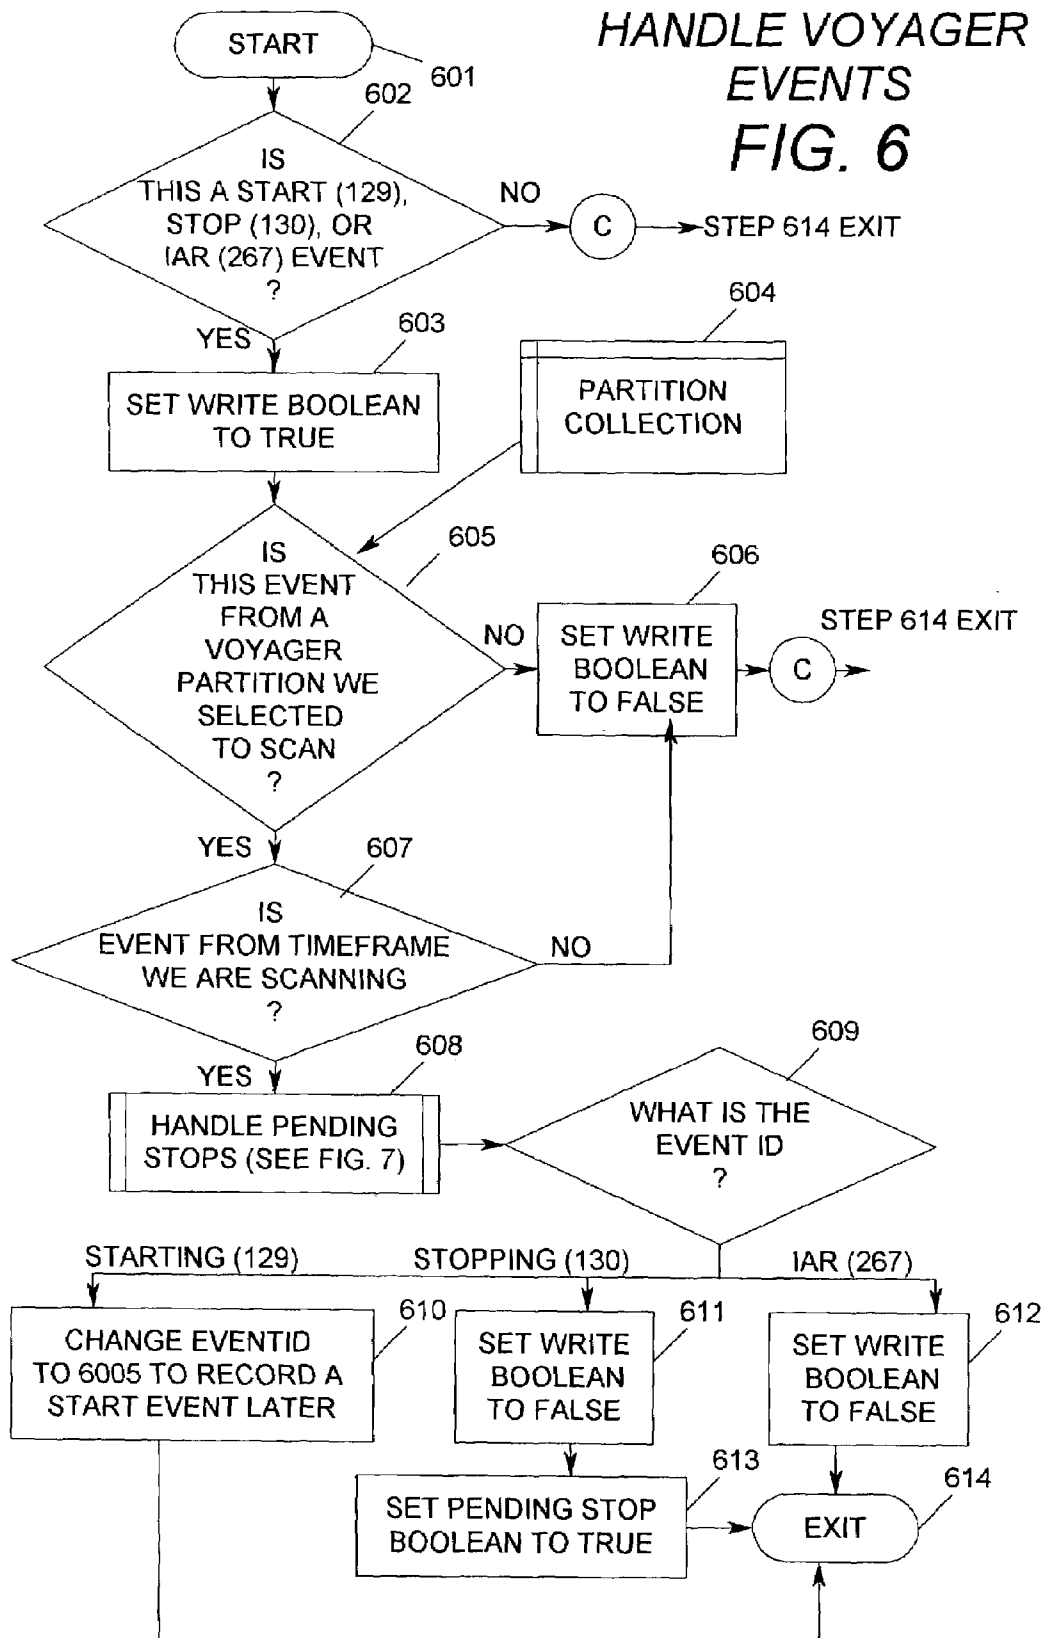 HANDLE VOYAGER
EVENTS
FIG. 6
START
601
602
IS
THIS A START (129),
STOP (130), OR
IAR (267) EVENT
?
NO
C
STEP 614 EXIT
YES
603
SET WRITE BOOLEAN
TO TRUE
604
PARTITION
COLLECTION
605
IS
THIS EVENT
FROM A
VOYAGER
PARTITION WE
SELECTED
TO SCAN
?
NO
606
SET WRITE
BOOLEAN
TO FALSE
C
STEP 614 EXIT
YES
607
IS
EVENT FROM TIMEFRAME
WE ARE SCANNING
?
NO
YES
608
HANDLE PENDING
STOPS (SEE FIG. 7)
609
WHAT IS THE
EVENT ID
?
STARTING (129)
STOPPING (130)
IAR (267)
610
CHANGE EVENTID
TO 6005 TO RECORD A
START EVENT LATER
611
SET WRITE
BOOLEAN
TO FALSE
612
SET WRITE
BOOLEAN
TO FALSE
613
SET PENDING STOP
BOOLEAN TO TRUE
614
EXIT